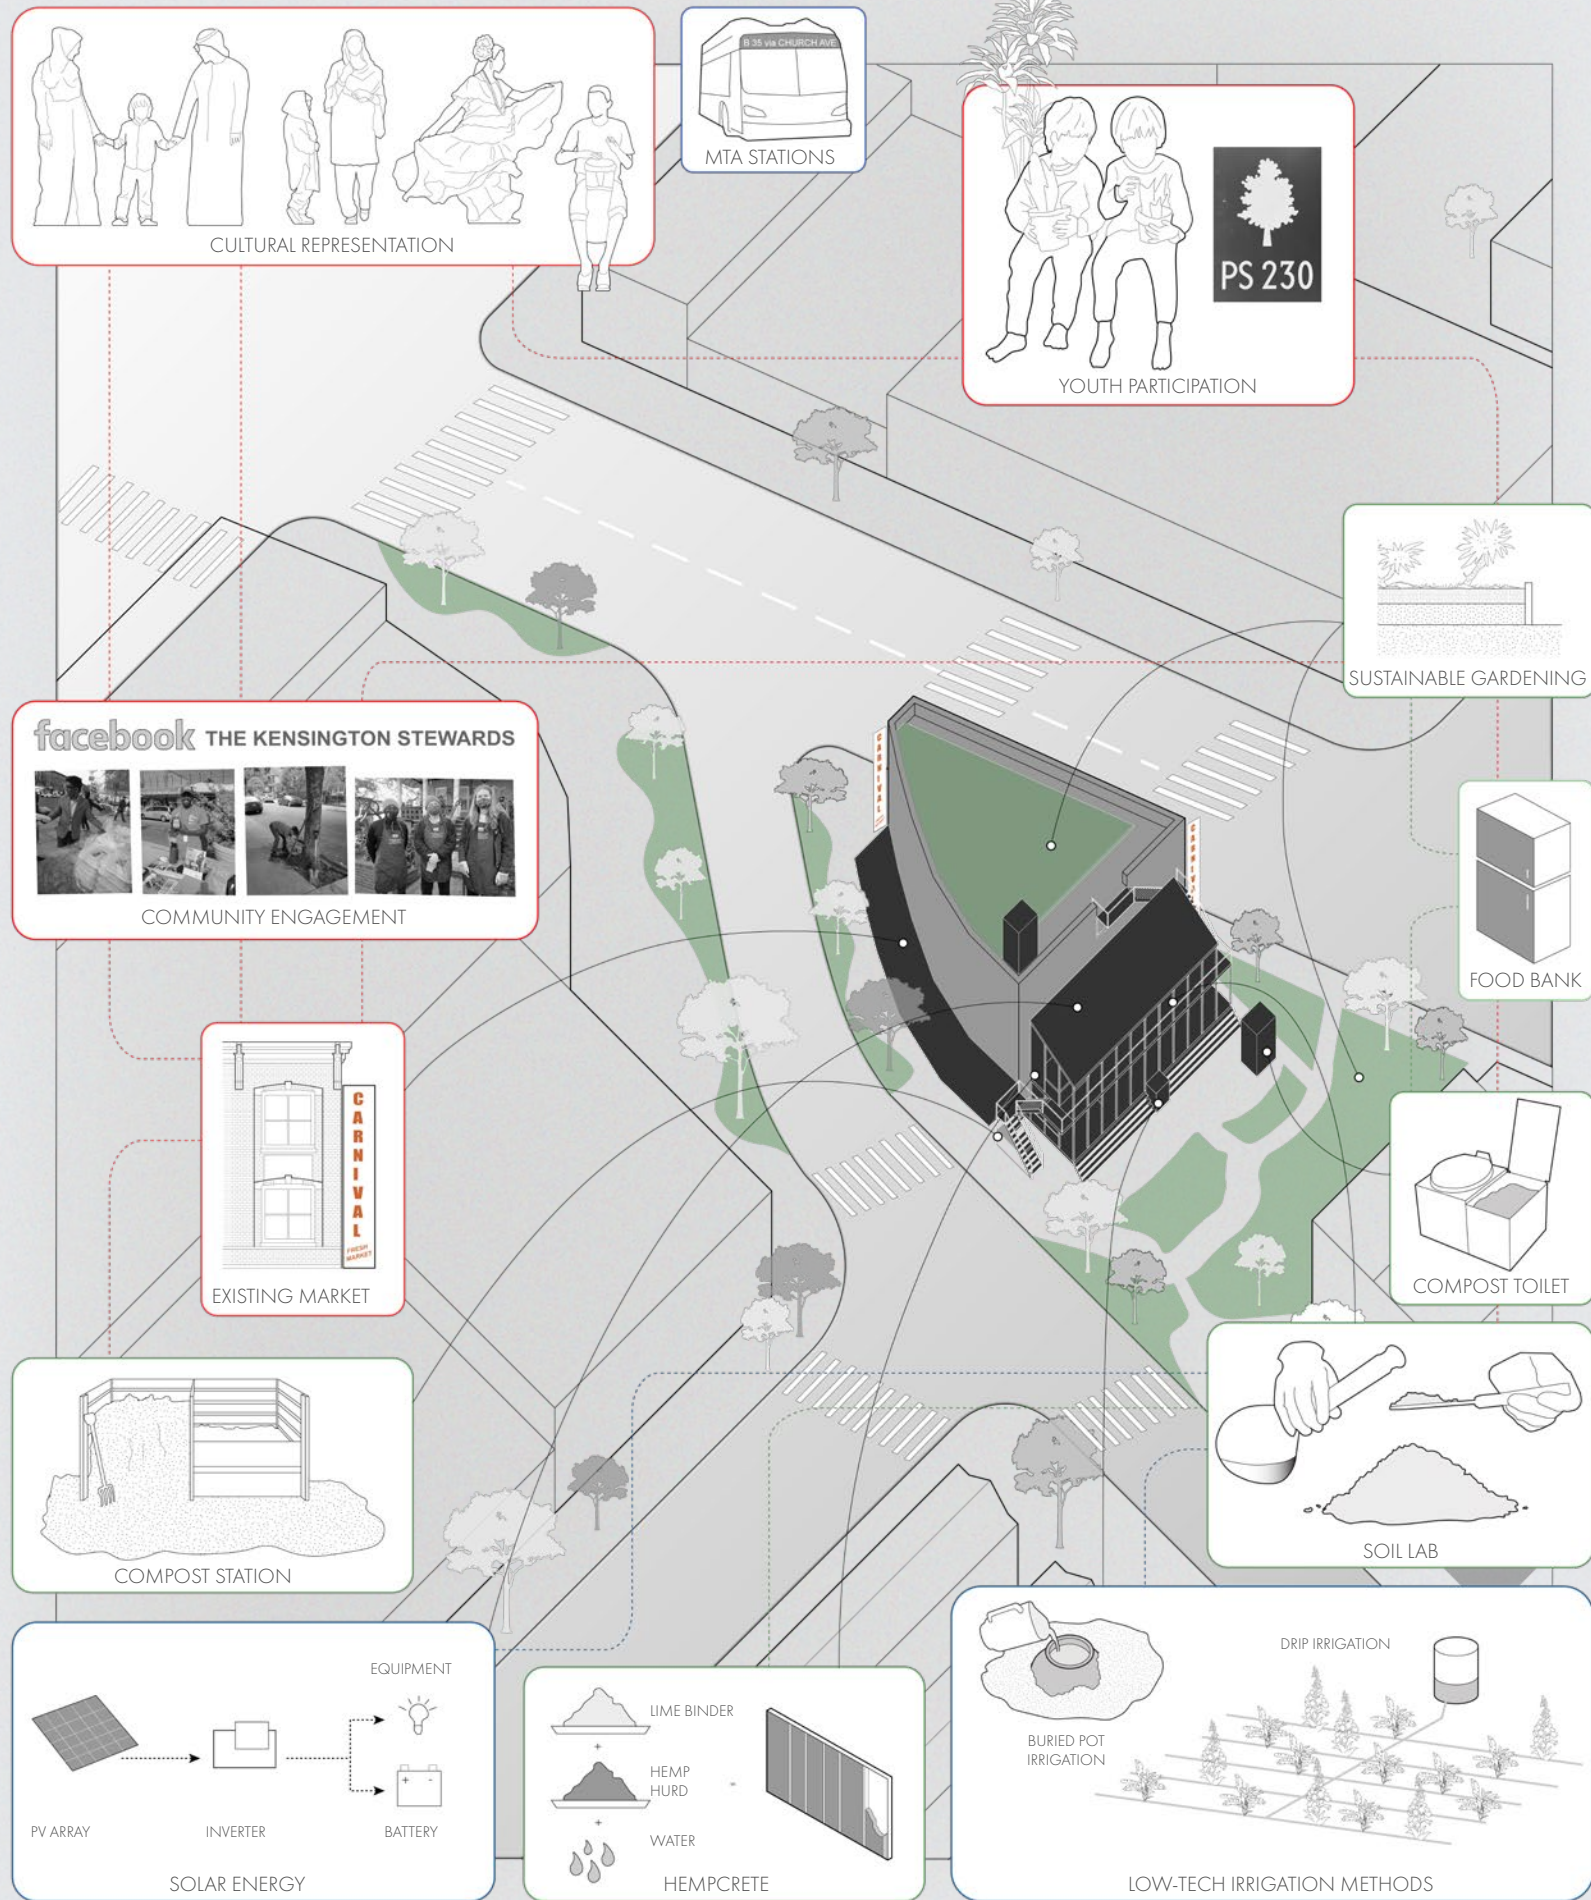 B 35 via CHURCH AVE
MTA STATIONS
CULTURAL REPRESENTATION
PS 230
YOUTH PARTICIPATION
SUSTAINABLE GARDENING
facebook THE KENSINGTON STEWARDS
COMMUNITY ENGAGEMENT
CARNIVAL
CARNIVAL
FOOD BANK
CARNIVAL
FRESH
MARKET
EXISTING MARKET
COMPOST TOILET
COMPOST STATION
SOIL LAB
EQUIPMENT
PV ARRAY
INVERTER
BATTERY
SOLAR ENERGY
LIME BINDER
+
HEMP
HURD
+
WATER
HEMPCRETE
BURIED POT
IRRIGATION
DRIP IRRIGATION
LOW-TECH IRRIGATION METHODS